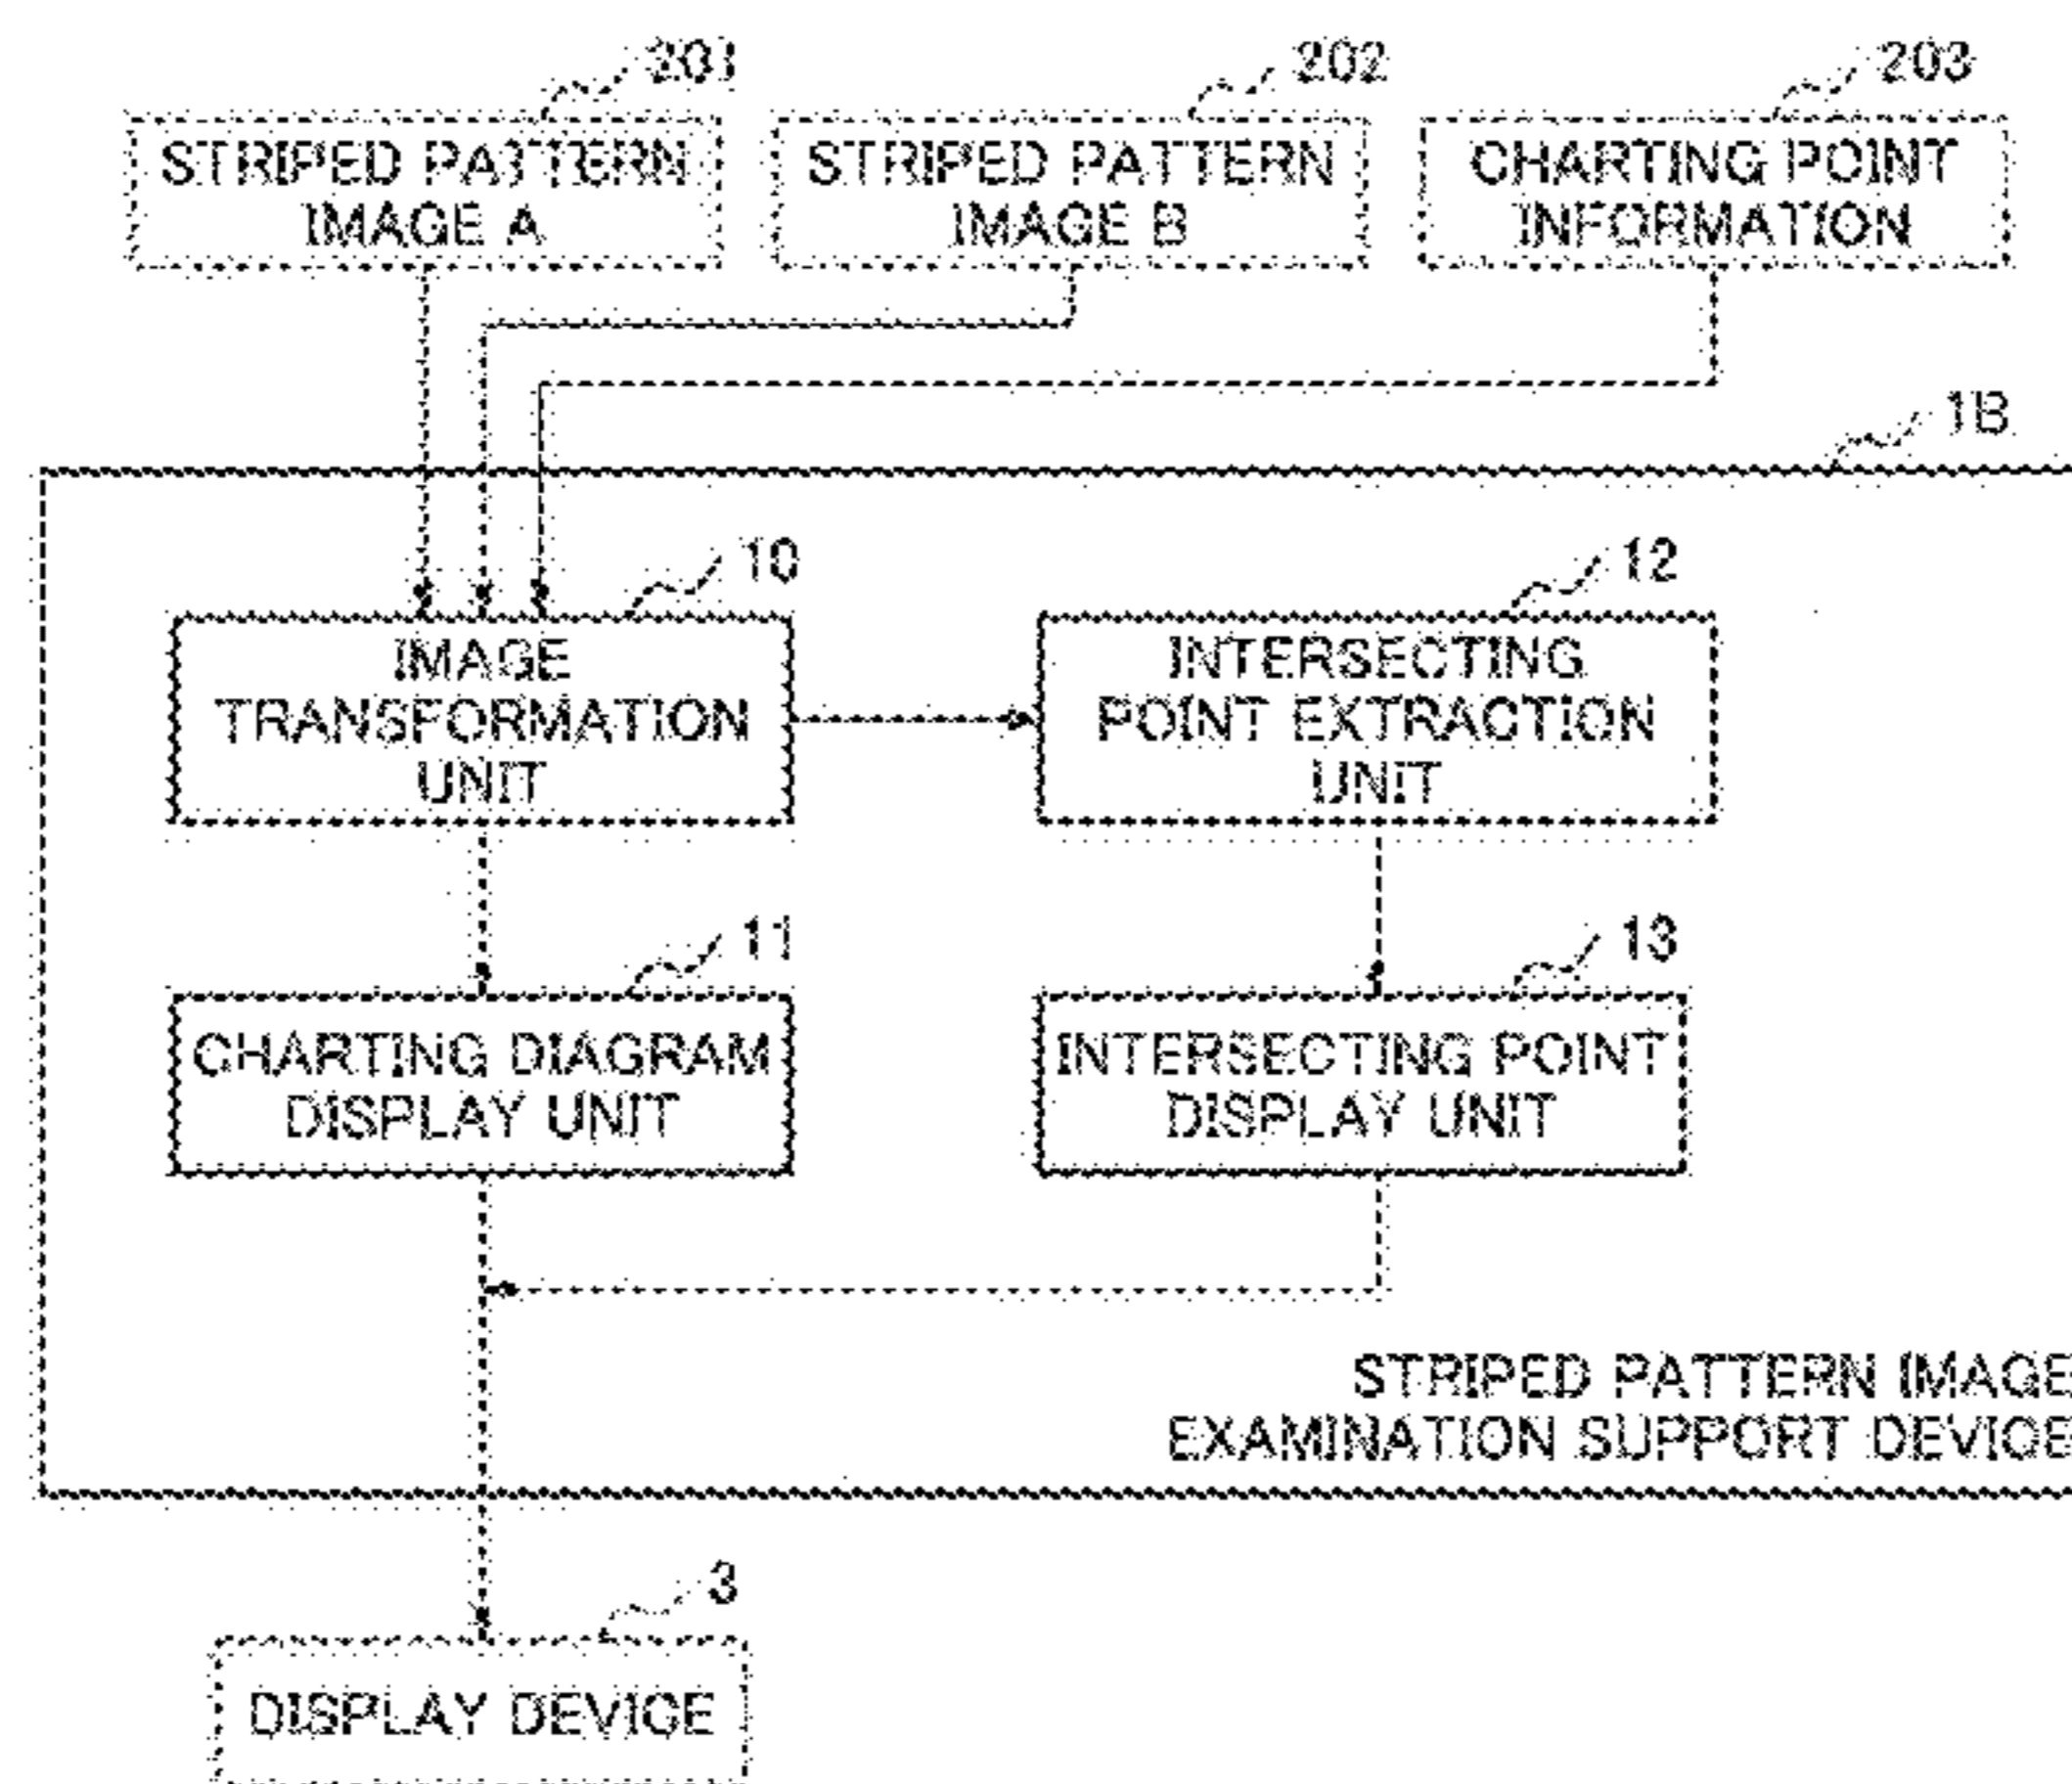 201
202
203
STRIPED PATTERN
IMAGE A
STRIPED PATTERN
IMAGE B
CHARTING POINT
INFORMATION
1B
10
12
IMAGE
TRANSFORMATION
UNIT
INTERSECTING
POINT EXTRACTION
UNIT
11
13
CHARTING DIAGRAM
DISPLAY UNIT
INTERSECTING POINT
DISPLAY UNIT
STRIPED PATTERN IMAGE
EXAMINATION SUPPORT DEVICE
3
DISPLAY DEVICE